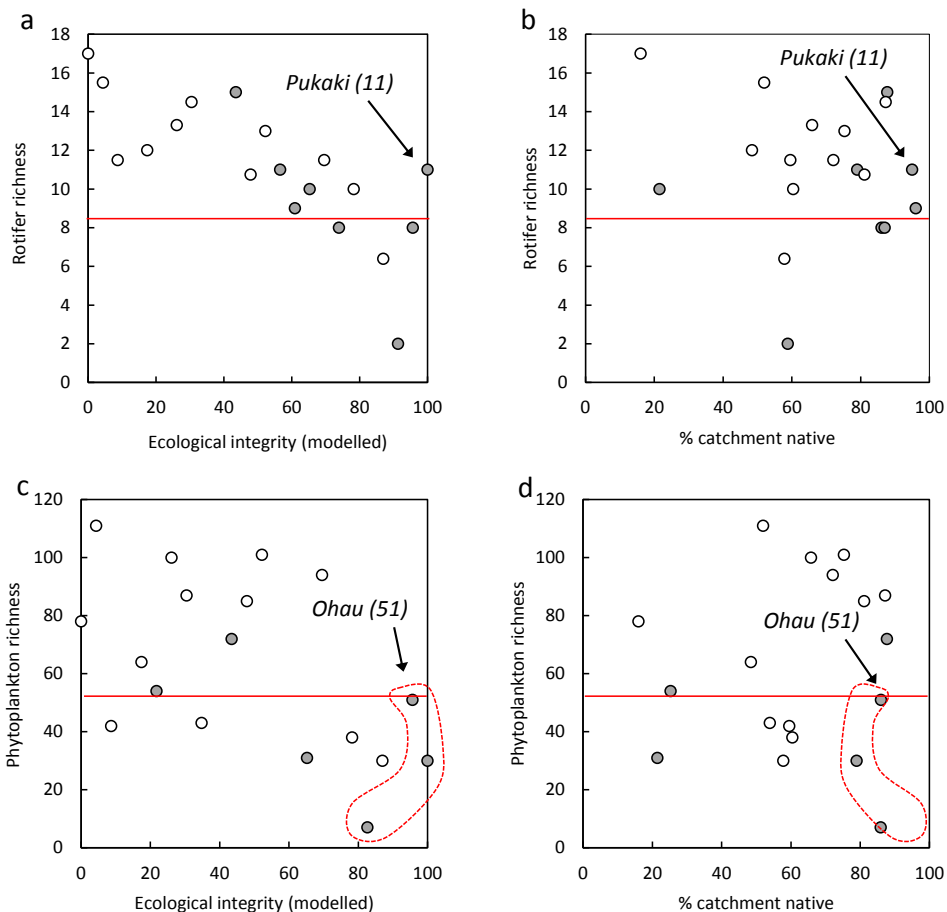 a
18
16
14
12
10
8
6
4
2
0
Rotifer richness
Pukaki (11)
0 20 40 60 80 100
Ecological integrity (modelled)
b
18
16
14
12
10
8
6
4
2
0
Rotifer richness
Pukaki (11)
0 20 40 60 80 100
% catchment native
c
120
100
80
60
40
20
0
Phytoplankton richness
Ohau (51)
0 20 40 60 80 100
Ecological integrity (modelled)
d
120
100
80
60
40
20
0
Phytoplankton richness
Ohau (51)
0 20 40 60 80 100
% catchment native